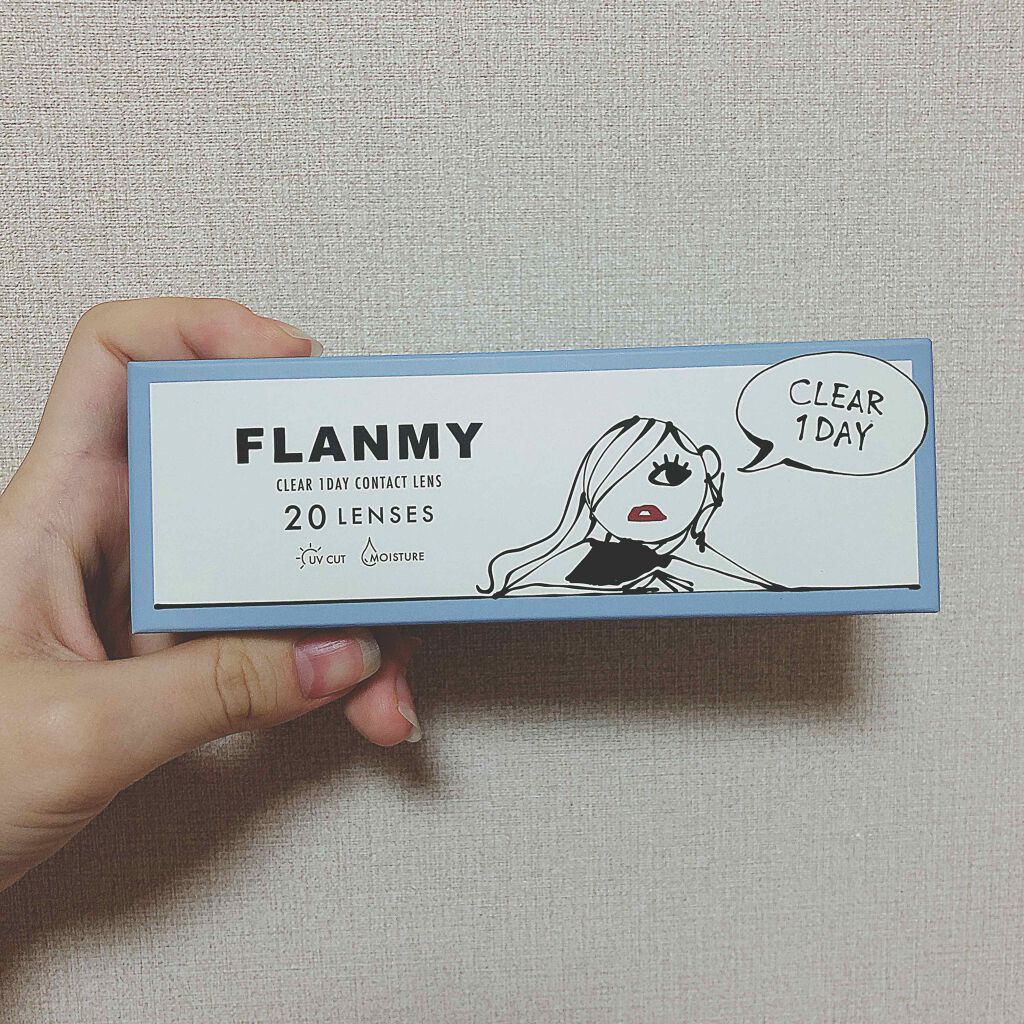 FLANMY
CLEAR 1DAY CONTACT LENS
20 LENSES
UV CUT MOISTURE
CLEAR
1DAY